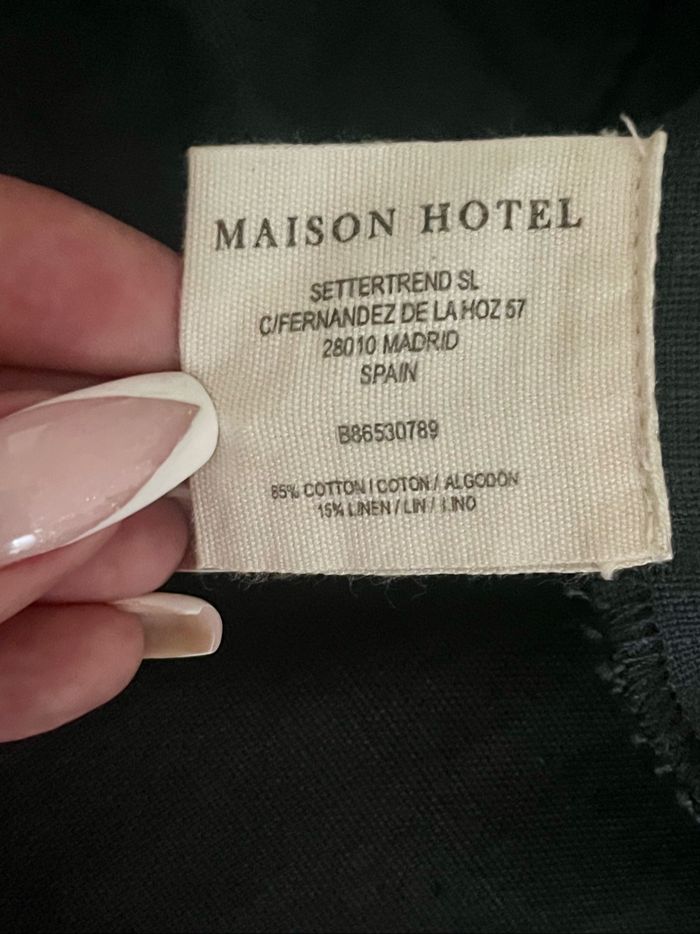 MAISON HOTEL
SETTERTREND SL
C/FERNANDEZ DE LA HOZ 57
28010 MADRID
SPAIN
B86530789
85% COTTON / COTON / ALGODÓN
15% LINEN / LIN / LINO